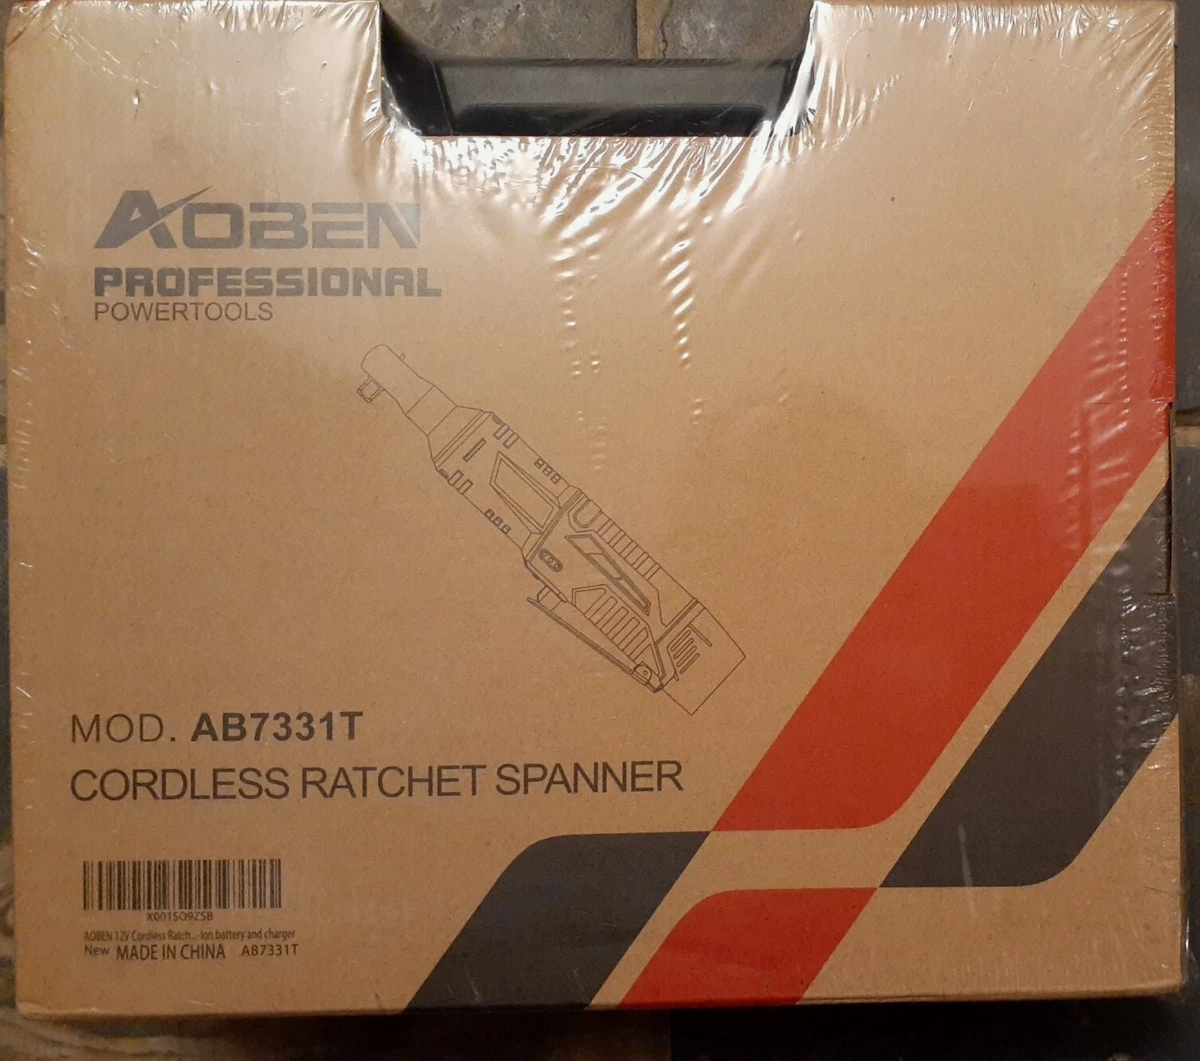 AOBEN
PROFESSIONAL
POWERTOOLS
MOD. AB7331T
CORDLESS RATCHET SPANNER
X001SO9ZSB
AOBEN 12V Cordless Ratch...-Ion battery and charger
New MADE IN CHINA AB7331T